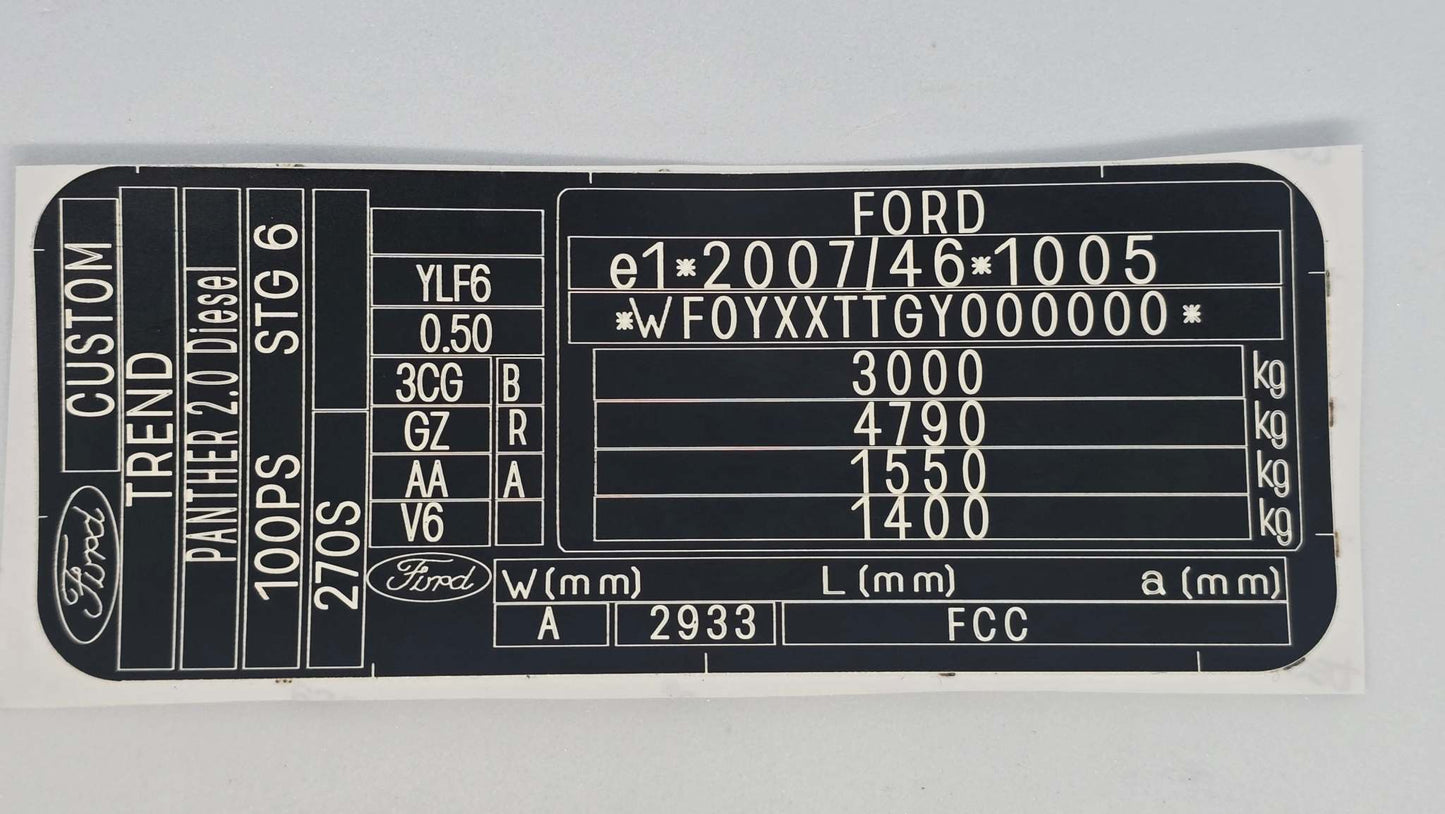 CUSTOM
Ford
TREND
PANTHER 2.0 Diesel
100PS STG 6
270S
YLF6
0.50
3CG B
GZ R
AA A
V6
Ford
FORD
e1*2007/46*1005
*WF0YXXTTGY000000*
3000 kg
4790 kg
1550 kg
1400 kg
W(mm) L(mm) a(mm)
A 2933 FCC